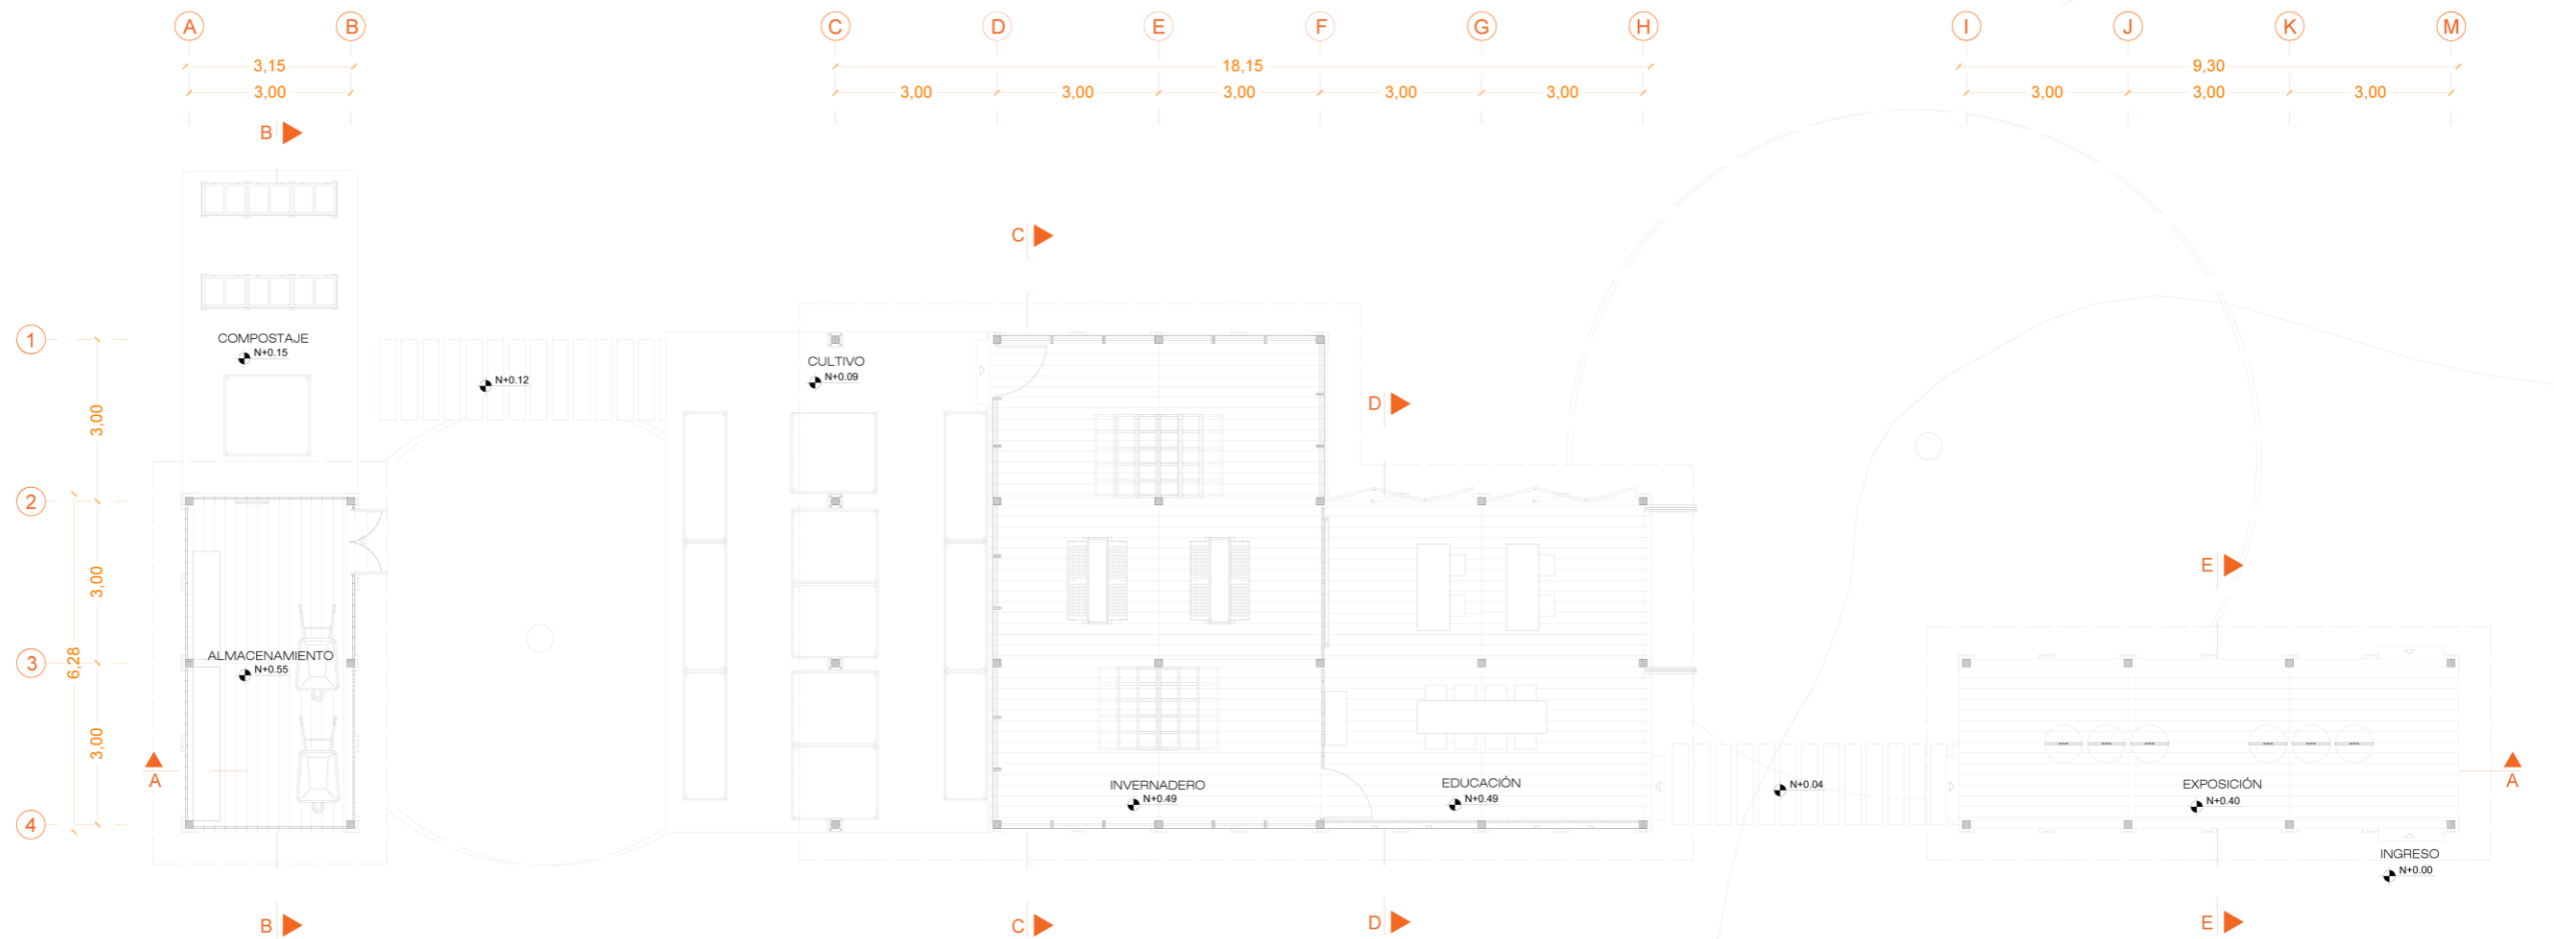 A B C D E F G H I J K M
3,15 18,15 9,30
3,00 3,00 3,00 3,00 3,00 3,00 3,00 3,00 3,00
B
C
1
COMPOSTAJE
N+0.15
N+0.12
CULTIVO
N+0.09
D
3,00
2
E
3,00
3
6,28
ALMACENAMIENTO
N+0.55
3,00
A
INVERNADERO
N+0.49
EDUCACIÓN
N+0.49
N+0.04
EXPOSICIÓN
N+0.40
A
4
INGRESO
N+0.00
B
C
D
E